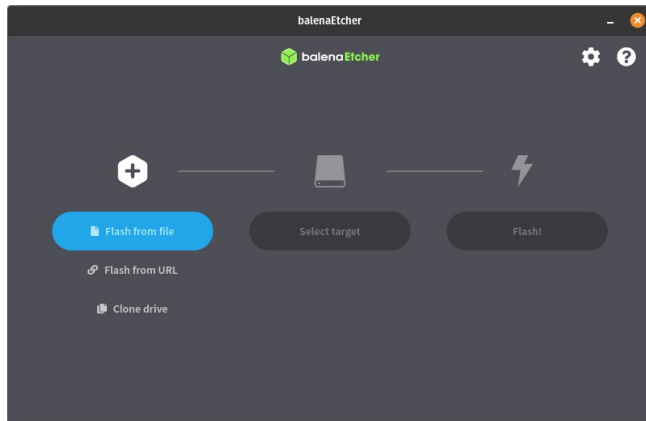 balenaEtcher
balenaEtcher
Flash from file
Select target
Flash!
Flash from URL
Clone drive